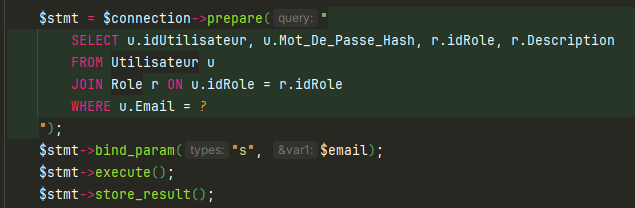 $stmt = $connection->prepare( query: "
SELECT u.idUtilisateur, u.Mot_De_Passe_Hash, r.idRole, r.Description
FROM Utilisateur u
JOIN Role r ON u.idRole = r.idRole
WHERE u.Email = ?
");
$stmt->bind_param( types: "s", &var1: $email);
$stmt->execute();
$stmt->store_result();